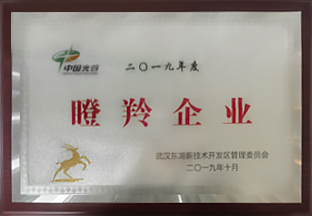 中国光谷
二〇一九年度
瞪羚企业
武汉东湖新技术开发区管理委员会
二〇一九年十月